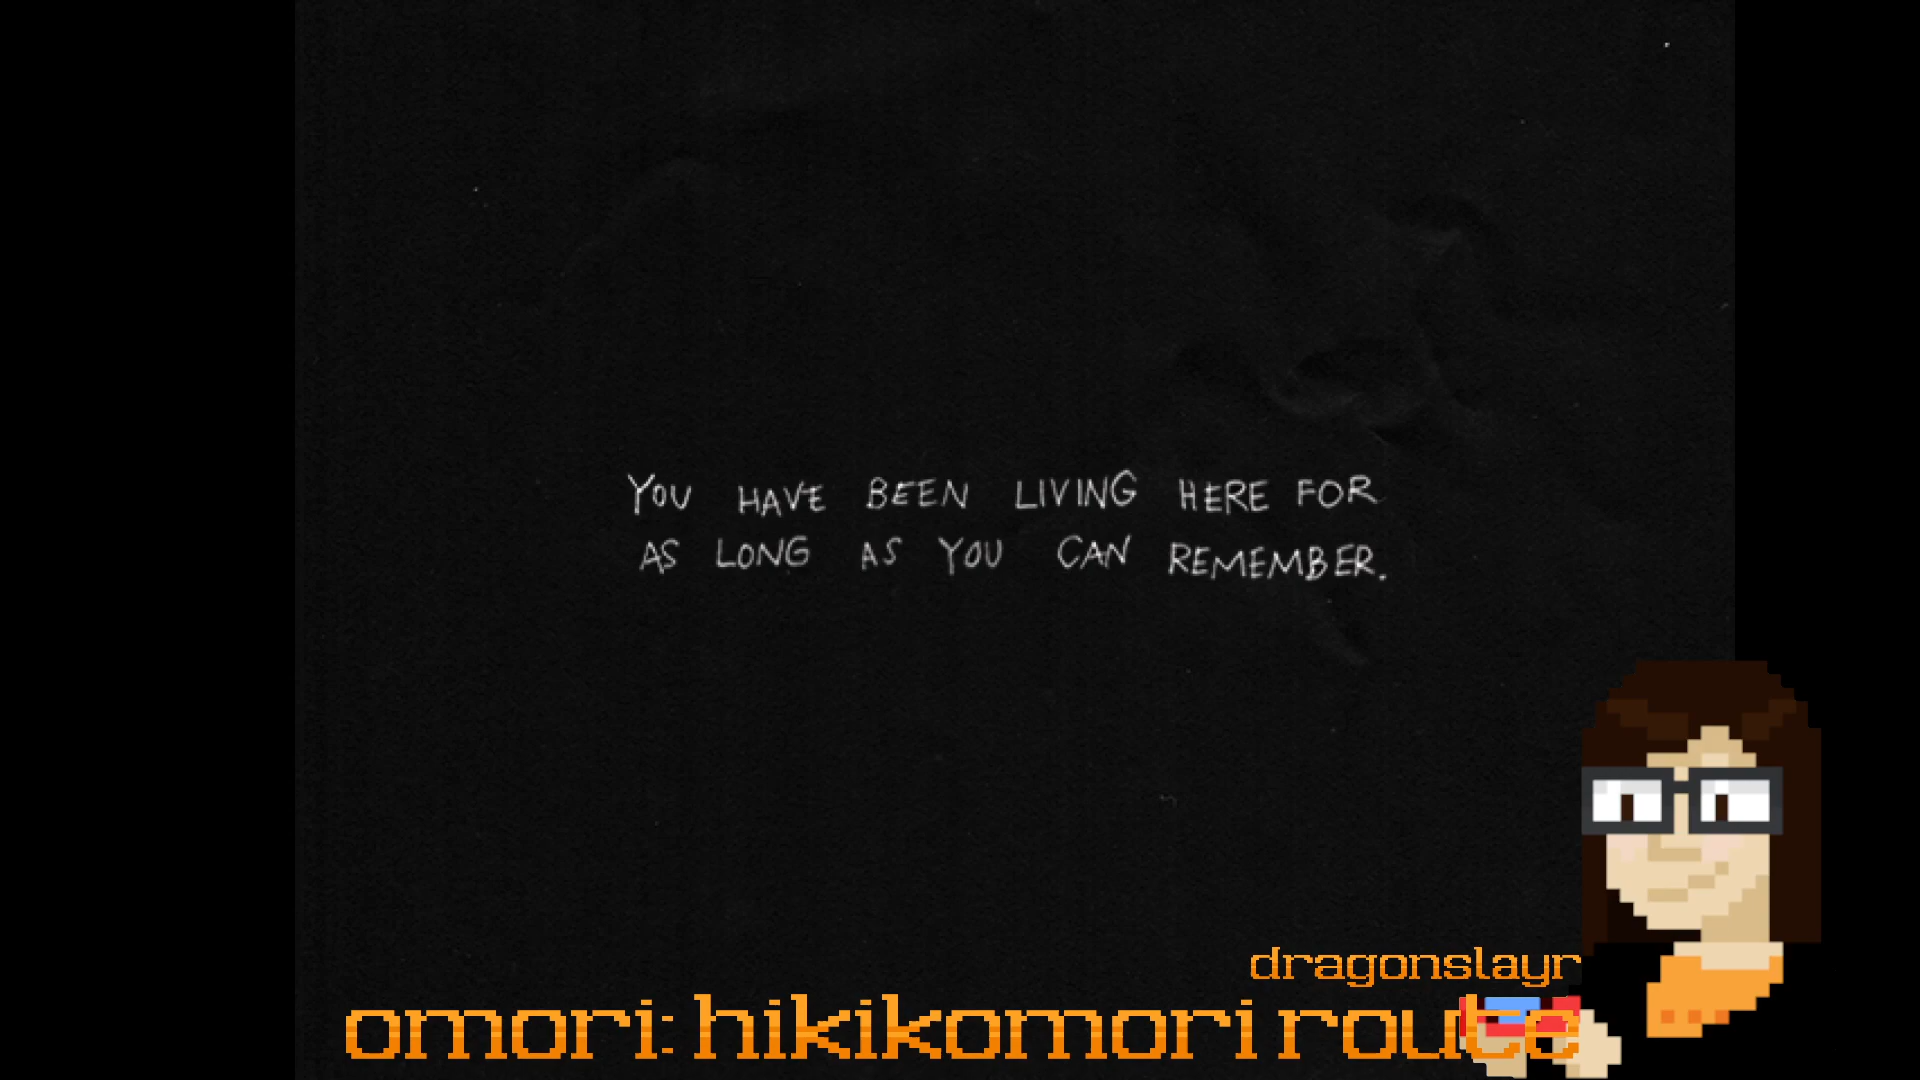 YOU HAVE BEEN LIVING HERE FOR
AS LONG AS YOU CAN REMEMBER.
dragonslayr
omori: hikikomori route